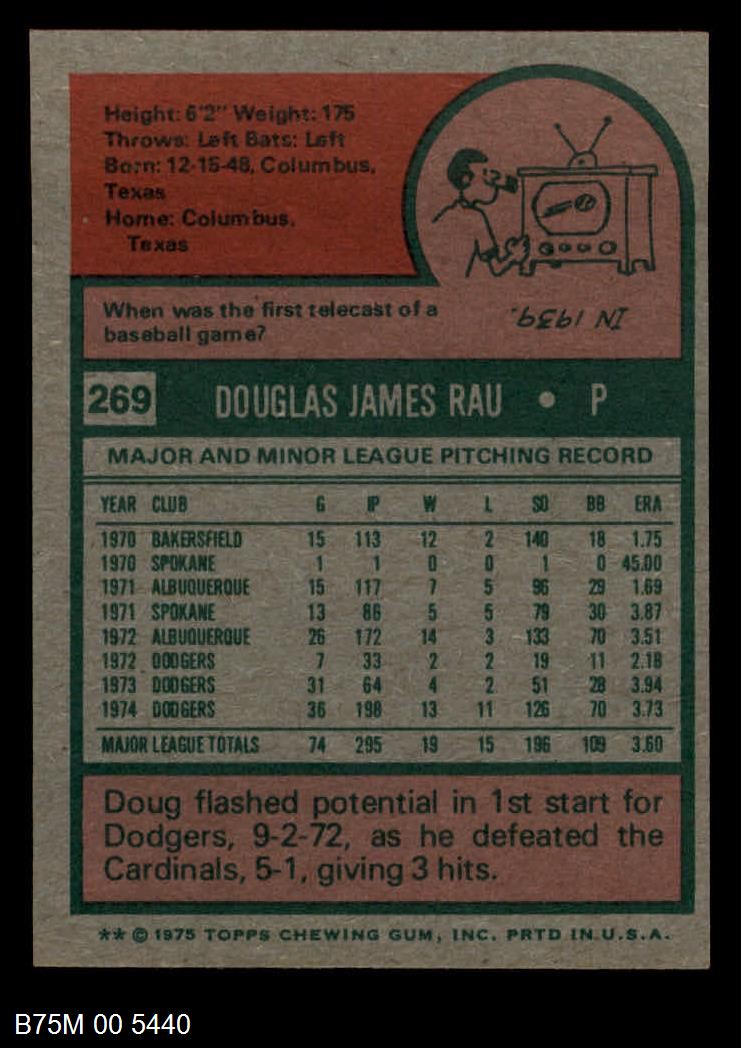 Height: 6'2" Weight: 175
Throws: Left Bats: Left
Born: 12-15-48, Columbus,
Texas
Home: Columbus,
Texas
When was the first telecast of a
baseball game?
IN 1939.
269 DOUGLAS JAMES RAU • P
MAJOR AND MINOR LEAGUE PITCHING RECORD
YEAR CLUB G IP W L SO BB ERA
1970 BAKERSFIELD 15 113 12 2 140 18 1.75
1970 SPOKANE 1 1 0 0 1 0 45.00
1971 ALBUQUERQUE 15 117 7 5 96 29 1.69
1971 SPOKANE 13 86 5 5 79 30 3.87
1972 ALBUQUERQUE 26 172 14 3 133 70 3.51
1972 DODGERS 7 33 2 2 19 11 2.18
1973 DODGERS 31 64 4 2 51 28 3.94
1974 DODGERS 36 198 13 11 126 70 3.73
MAJOR LEAGUE TOTALS 74 295 19 15 196 109 3.60
Doug flashed potential in 1st start for
Dodgers, 9-2-72, as he defeated the
Cardinals, 5-1, giving 3 hits.
** © 1975 TOPPS CHEWING GUM, INC. PRTD IN U.S.A.
B75M 00 5440